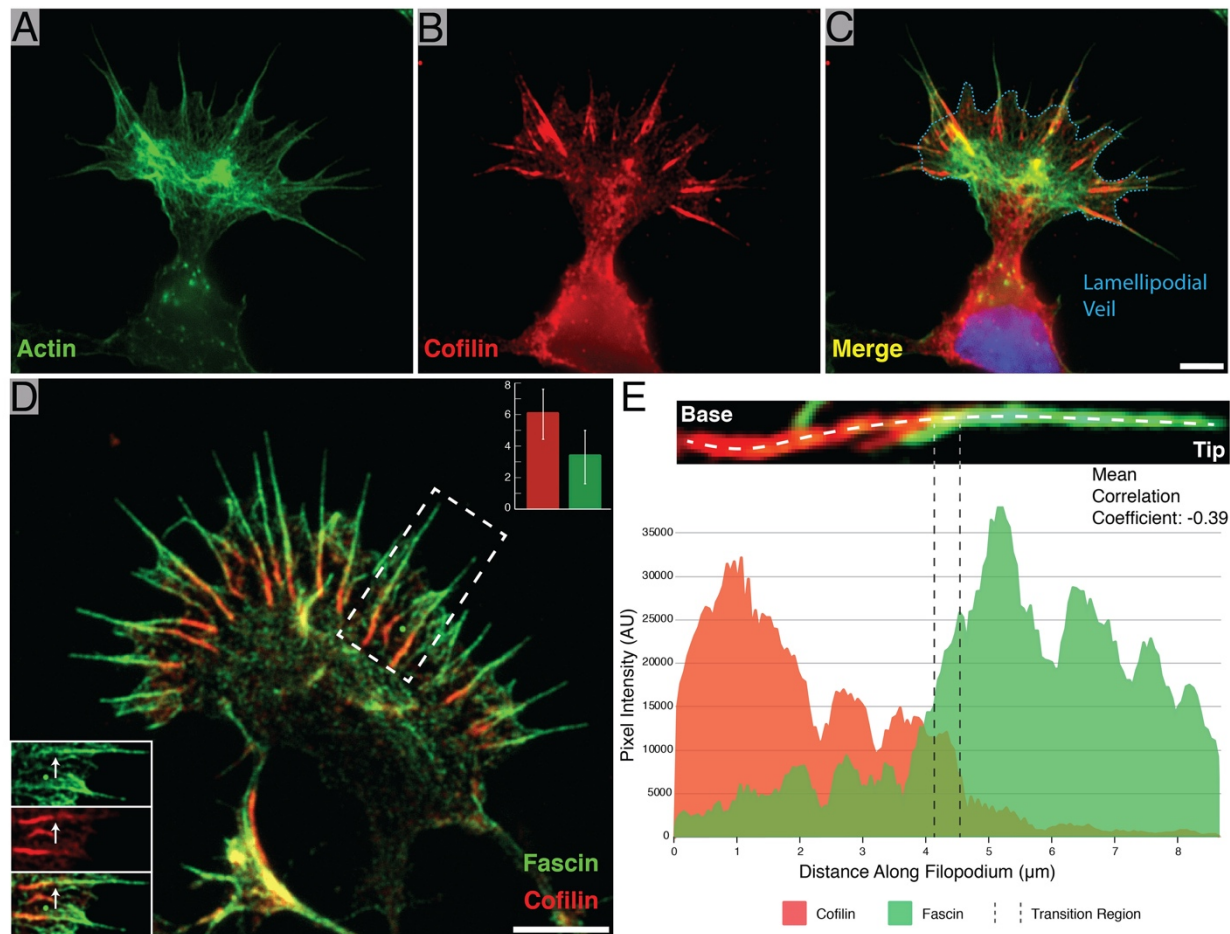 A
B
C
Actin
Cofilin
Merge
Lamellipodial
Veil
D
8
6
4
2
0
Fascin
Cofilin
E
Base
Tip
Mean
Correlation
Coefficient: -0.39
Pixel Intensity (AU)
35000
30000
25000
20000
15000
10000
5000
0
0 1 2 3 4 5 6 7 8
Distance Along Filopodium (µm)
Cofilin Fascin Transition Region